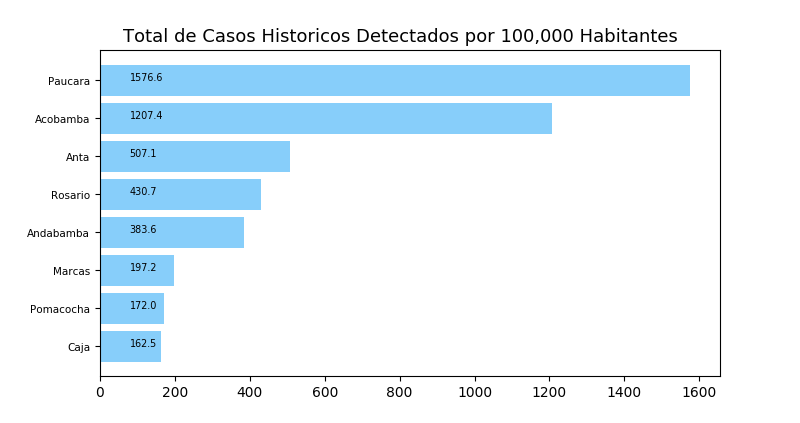 Total de Casos Historicos Detectados por 100,000 Habitantes
Paucara 1576.6
Acobamba 1207.4
Anta 507.1
Rosario 430.7
Andabamba 383.6
Marcas 197.2
Pomacocha 172.0
Caja 162.5
0 200 400 600 800 1000 1200 1400 1600